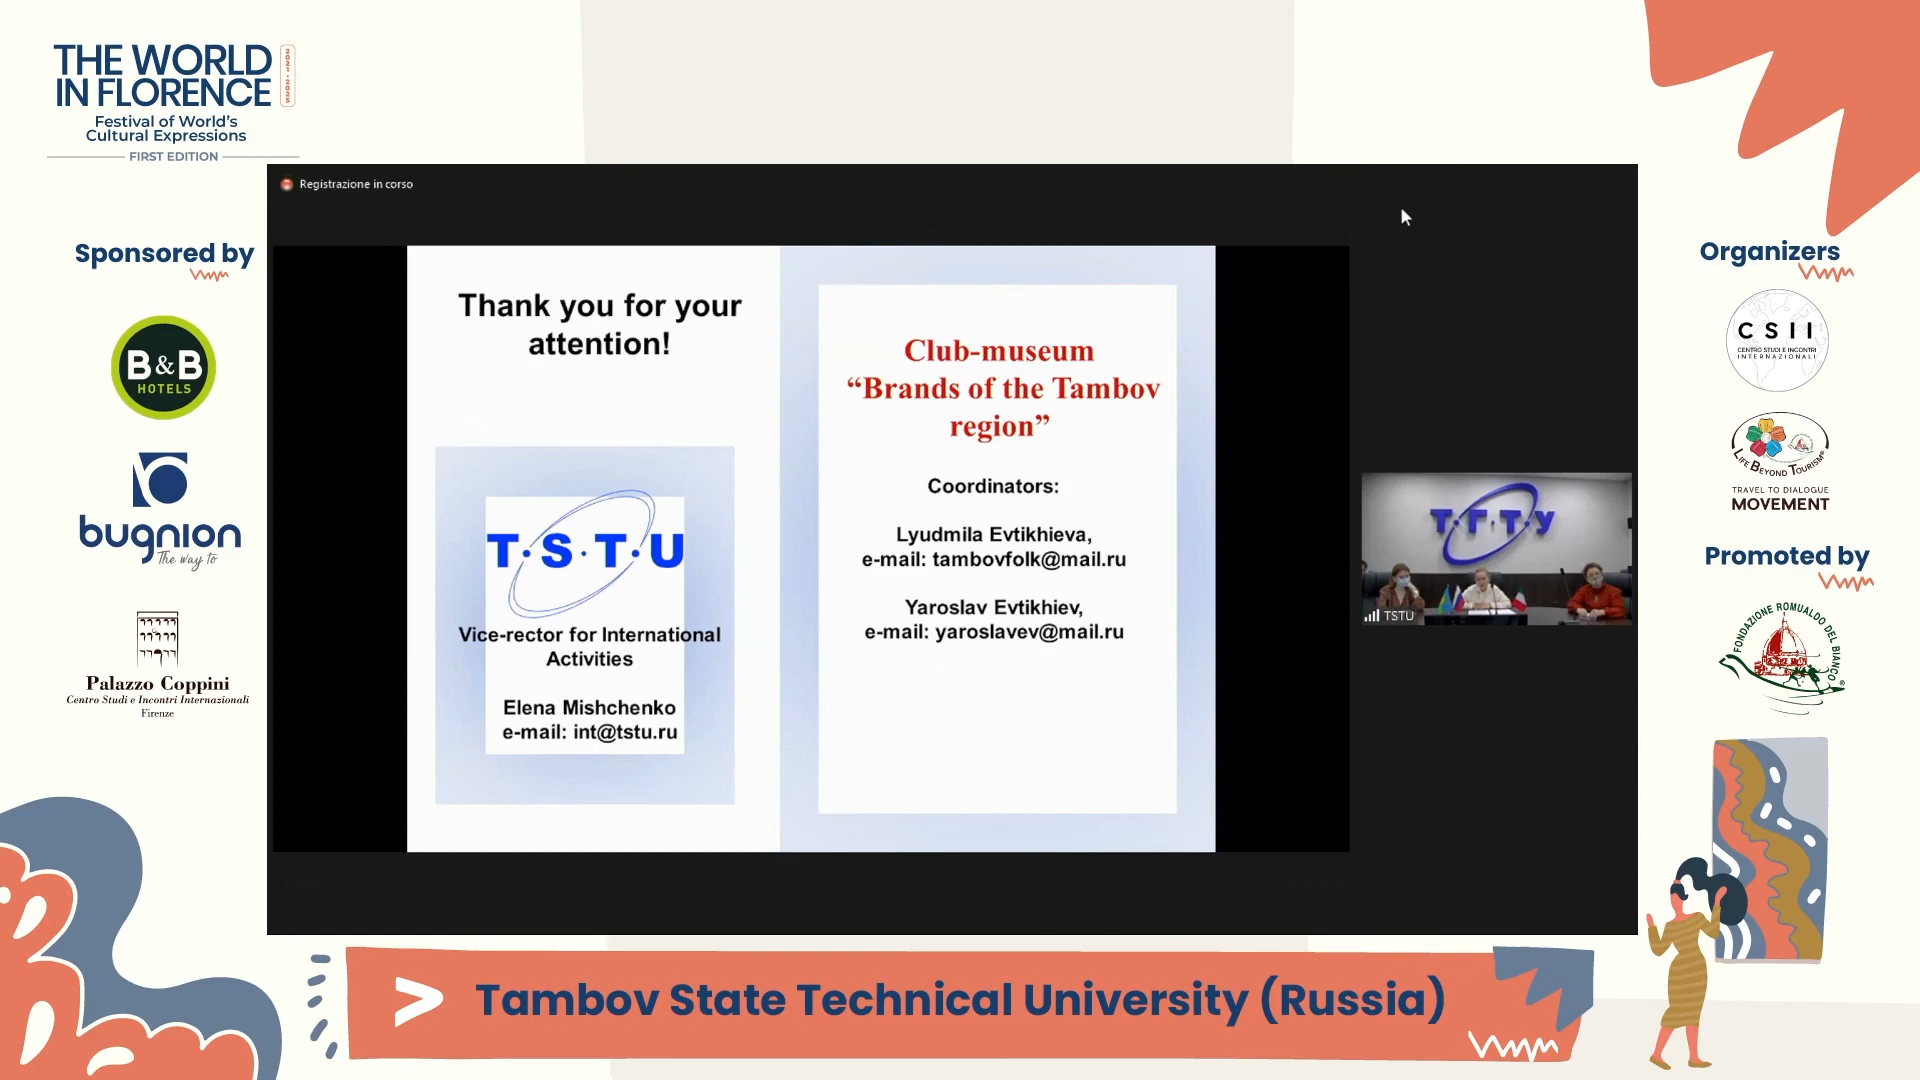 THE WORLD
IN FLORENCE
2021-2025
Festival of World's
Cultural Expressions
FIRST EDITION
Registrazione in corso
Sponsored by
B&B
HOTELS
bugnion
The way to
Palazzo Coppini
Centro Studi e Incontri Internazionali
Firenze
Thank you for your
attention!
T·S·T·U
Vice-rector for International
Activities
Elena Mishchenko
e-mail: int@tstu.ru
Club-museum
“Brands of the Tambov
region”
Coordinators:
Lyudmila Evtikhieva,
e-mail: tambovfolk@mail.ru
Yaroslav Evtikhiev,
e-mail: yaroslavev@mail.ru
Т·Г·Т·У
TSTU
Organizers
CSII
CENTRO STUDI E INCONTRI
INTERNAZIONALI
LIFE BEYOND TOURISM®
TRAVEL TO DIALOGUE
MOVEMENT
Promoted by
FONDAZIONE ROMUALDO DEL BIANCO®
> Tambov State Technical University (Russia)